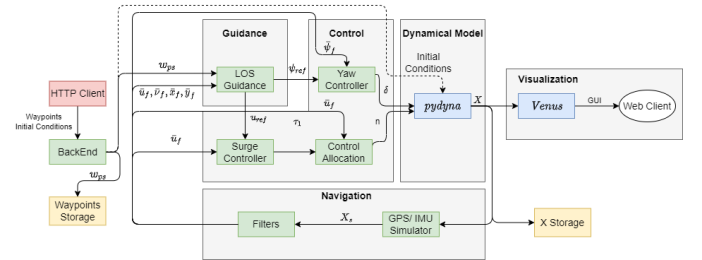 Guidance
Control
Dynamical Model
ψ̄_f
Initial
Conditions
w_ps
LOS
Guidance
ψ_ref
Yaw
Controller
δ
HTTP Client
ū_f, v̄_f, x̄_f, ȳ_f
pydyna
X
Visualization
Venus
GUI
Web Client
Waypoints
Initial Conditions
u_ref
τ_1
ū_f
n
BackEnd
ū_f
Surge
Controller
Control
Allocation
w_ps
Waypoints
Storage
Navigation
Filters
X_s
GPS/ IMU
Simulator
X Storage